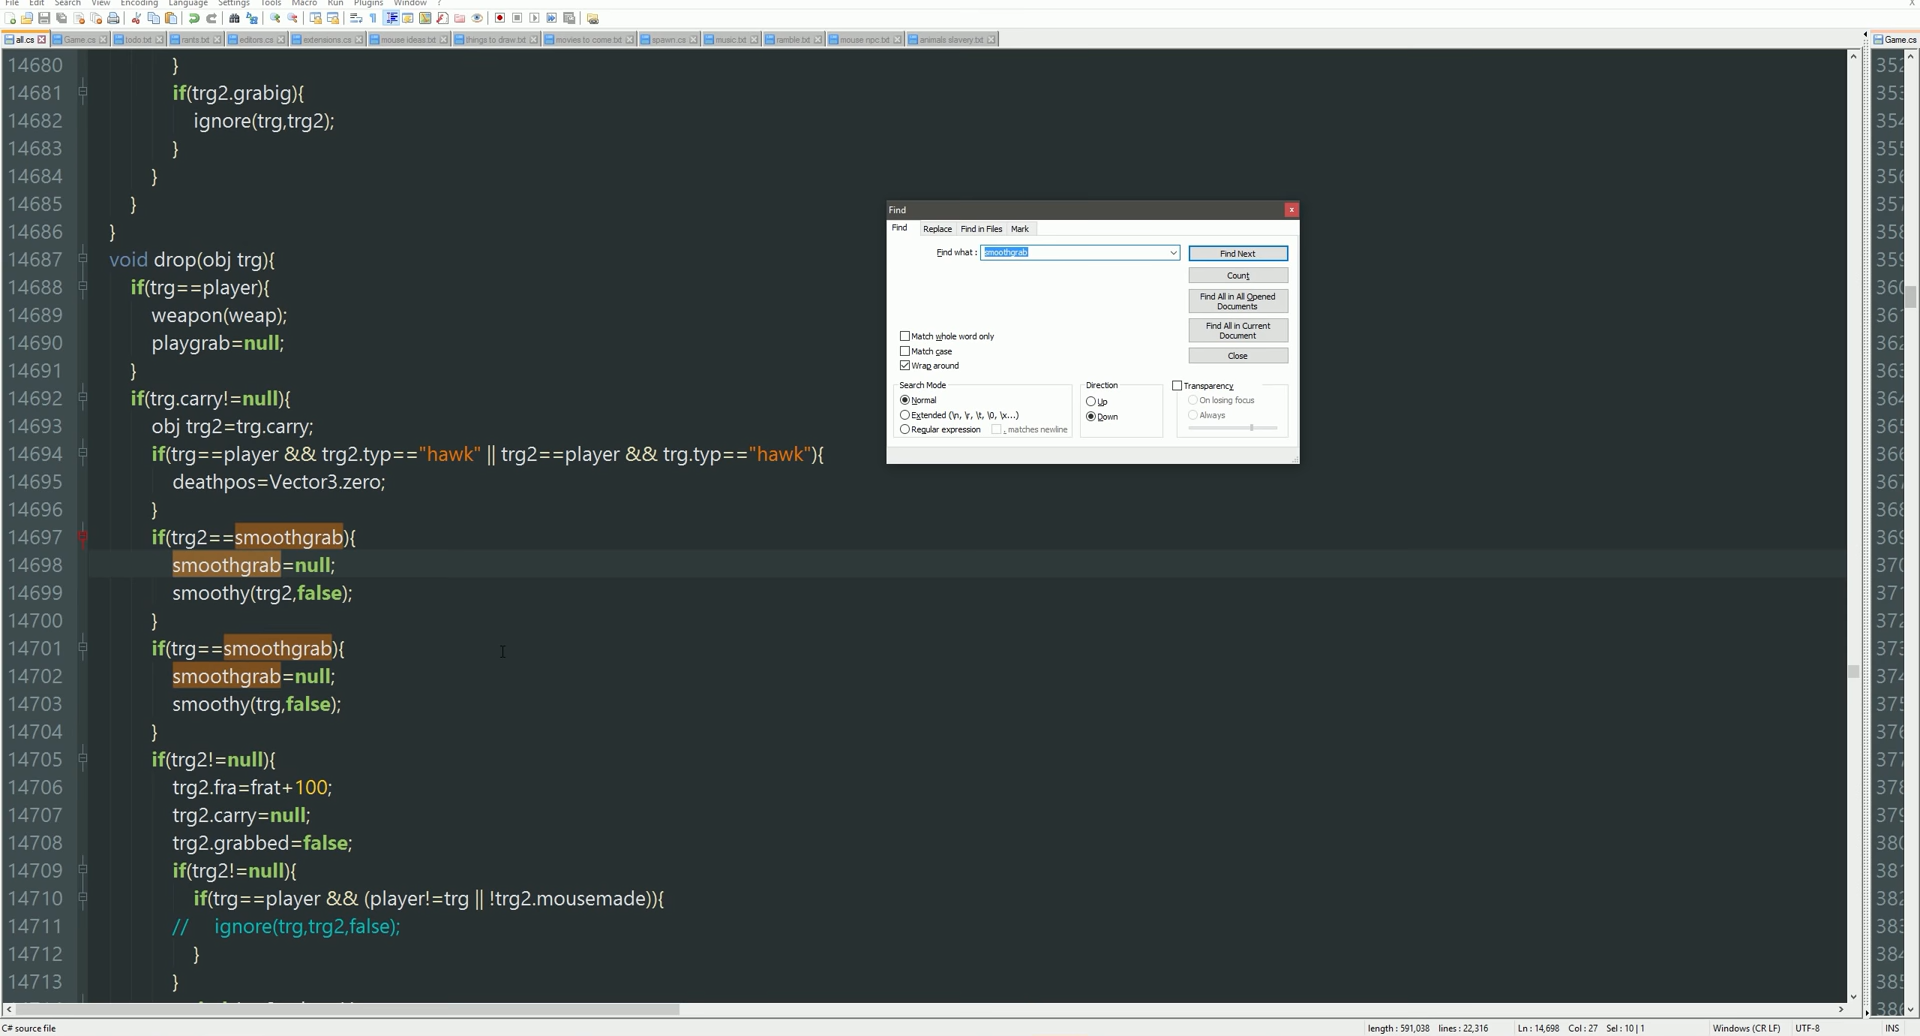 File Edit Search View Encoding Language Settings Tools Macro Run Plugins Window ?
all.cs Game.cs todo.txt rants.txt editors.cs extensions.cs mouse ideas.txt things to draw.txt movies to come.txt spawn.cs music.txt ramble.txt mouse npc.txt animals slavery.txt Game.cs
14680 }
14681 if(trg2.grabig){
14682 ignore(trg,trg2);
14683 }
14684 }
14685 }
14686 }
14687 void drop(obj trg){
14688 if(trg==player){
14689 weapon(weap);
14690 playgrab=null;
14691 }
14692 if(trg.carry!=null){
14693 obj trg2=trg.carry;
14694 if(trg==player && trg2.typ=="hawk" || trg2==player && trg.typ=="hawk"){
14695 deathpos=Vector3.zero;
14696 }
14697 if(trg2==smoothgrab){
14698 smoothgrab=null;
14699 smoothy(trg2,false);
14700 }
14701 if(trg==smoothgrab){
14702 smoothgrab=null;
14703 smoothy(trg,false);
14704 }
14705 if(trg2!=null){
14706 trg2.fra=frat+100;
14707 trg2.carry=null;
14708 trg2.grabbed=false;
14709 if(trg2!=null){
14710 if(trg==player && (player!=trg || !trg2.mousemade)){
14711 // ignore(trg,trg2,false);
14712 }
14713 }
Find
Find Replace Find in Files Mark
Find what : smoothgrab
Find Next
Count
Find All in All Opened
Documents
Find All in Current
Document
Close
Match whole word only
Match case
Wrap around
Search Mode
Normal
Extended (\n, \r, \t, \0, \x...)
Regular expression . matches newline
Direction
Up
Down
Transparency
On losing focus
Always
C# source file length : 591,038 lines : 22,316 Ln : 14,698 Col : 27 Sel : 10 | 1 Windows (CR LF) UTF-8 INS